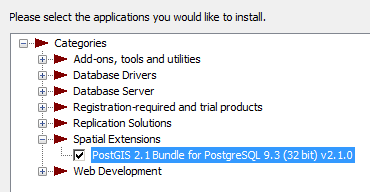 Please select the applications you would like to install.
Categories
Add-ons, tools and utilities
Database Drivers
Database Server
Registration-required and trial products
Replication Solutions
Spatial Extensions
PostGIS 2.1 Bundle for PostgreSQL 9.3 (32 bit) v2.1.0
Web Development